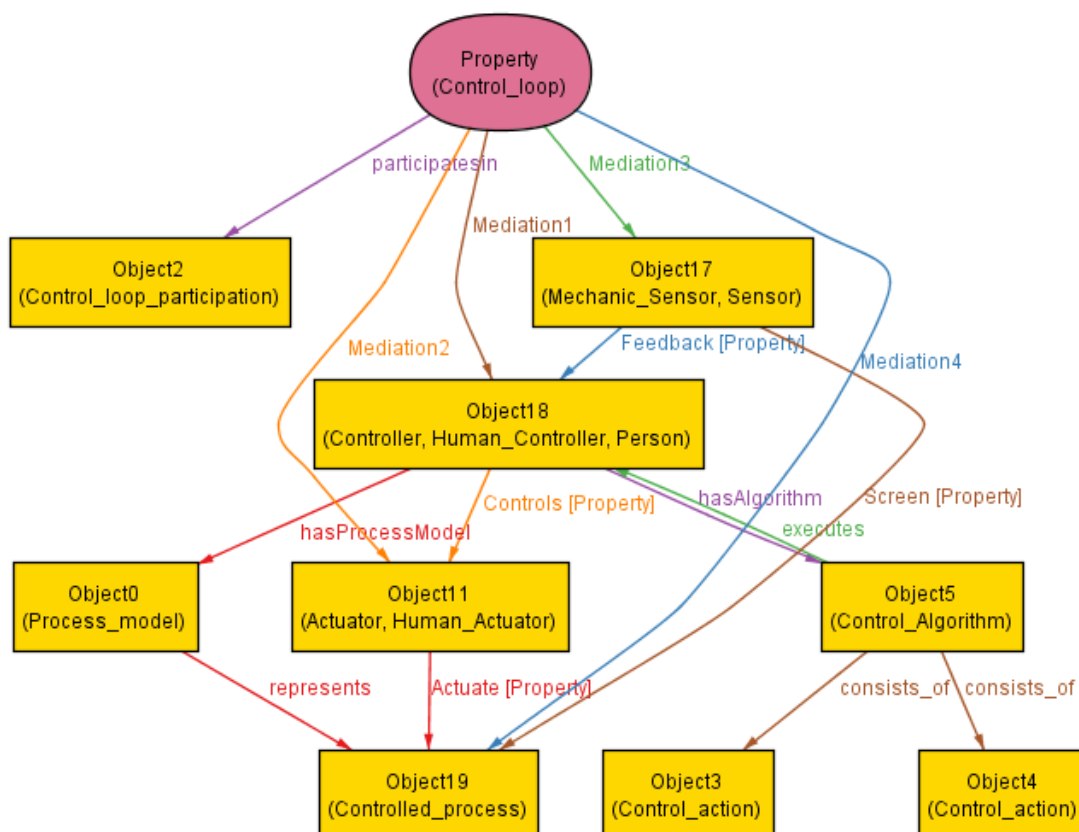 Property
(Control_loop)
participatesin
Mediation3
Mediation1
Object2
(Control_loop_participation)
Object17
(Mechanic_Sensor, Sensor)
Mediation2
Feedback [Property]
Mediation4
Object18
(Controller, Human_Controller, Person)
hasProcessModel
Controls [Property]
hasAlgorithm
executes
Screen [Property]
Object0
(Process_model)
Object11
(Actuator, Human_Actuator)
Object5
(Control_Algorithm)
represents
Actuate [Property]
consists_of
consists_of
Object19
(Controlled_process)
Object3
(Control_action)
Object4
(Control_action)